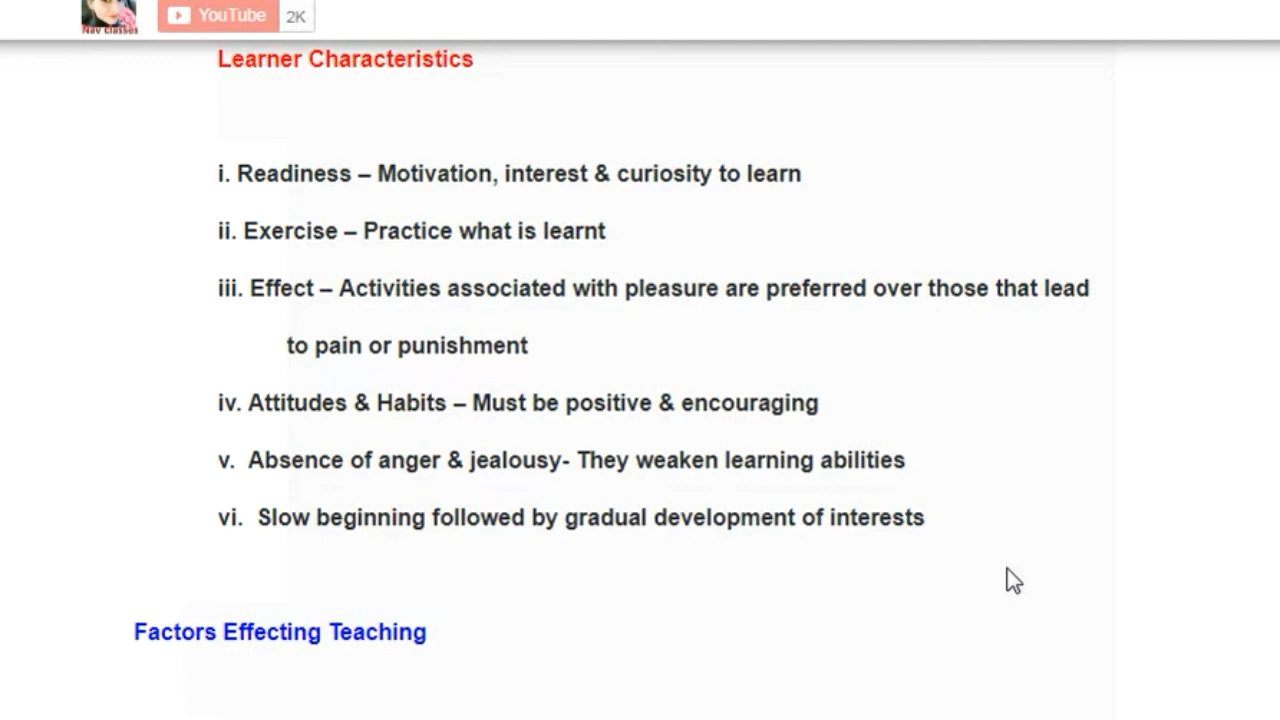 YouTube 2K
Nav classes
Learner Characteristics
i. Readiness – Motivation, interest & curiosity to learn
ii. Exercise – Practice what is learnt
iii. Effect – Activities associated with pleasure are preferred over those that lead
to pain or punishment
iv. Attitudes & Habits – Must be positive & encouraging
v. Absence of anger & jealousy- They weaken learning abilities
vi. Slow beginning followed by gradual development of interests
Factors Effecting Teaching